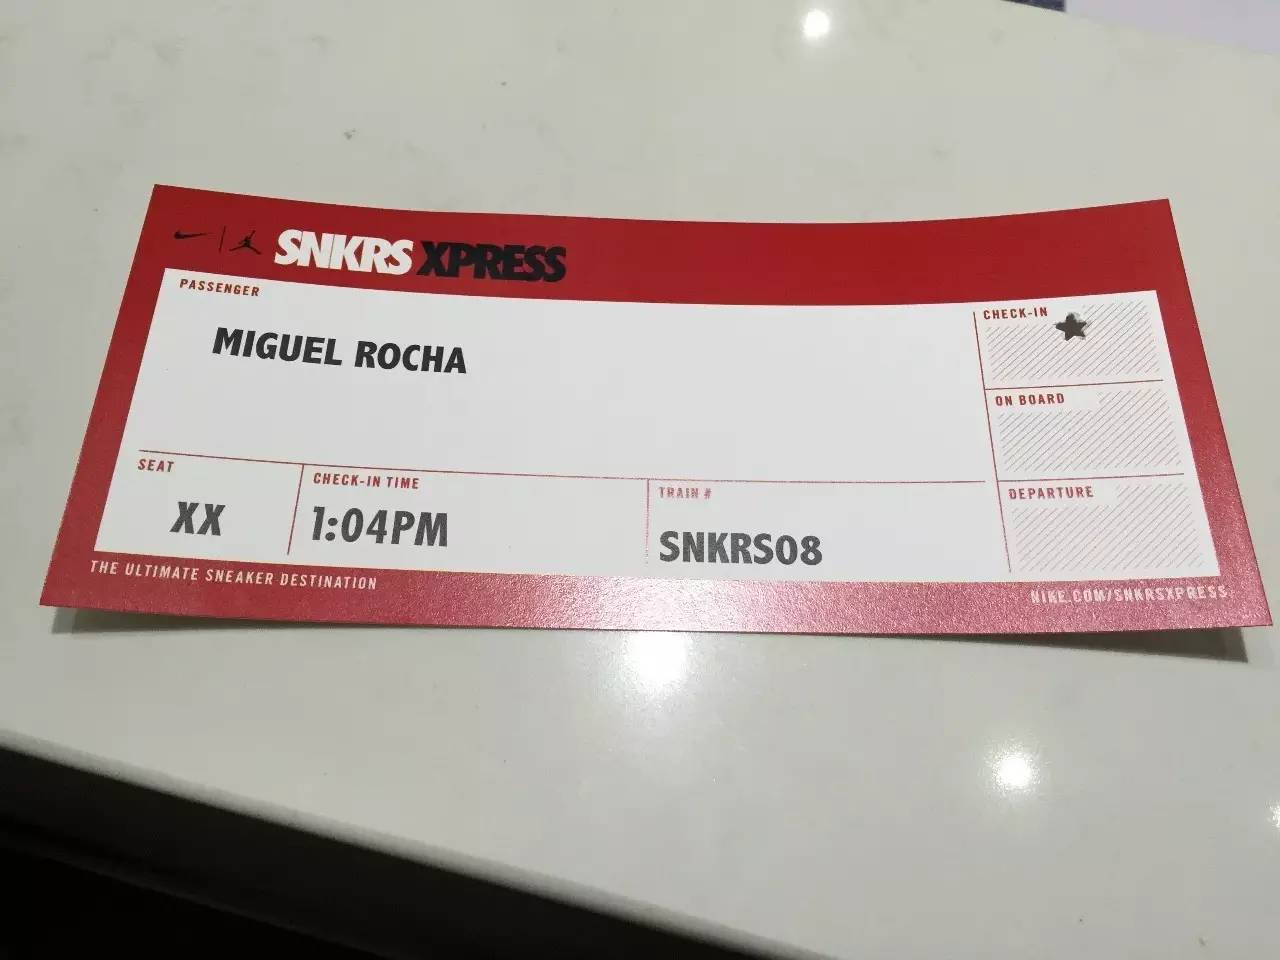 SNKRS XPRESS
PASSENGER
MIGUEL ROCHA
CHECK-IN
ON BOARD
SEAT
XX
CHECK-IN TIME
1:04PM
TRAIN #
SNKRS08
DEPARTURE
THE ULTIMATE SNEAKER DESTINATION
NIKE.COM/SNKRSXPRESS